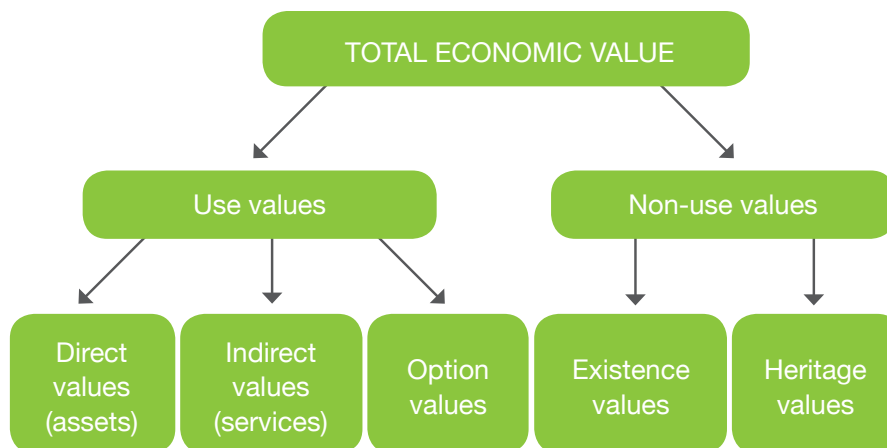 TOTAL ECONOMIC VALUE
Use values
Non-use values
Direct
values
(assets)
Indirect
values
(services)
Option
values
Existence
values
Heritage
values